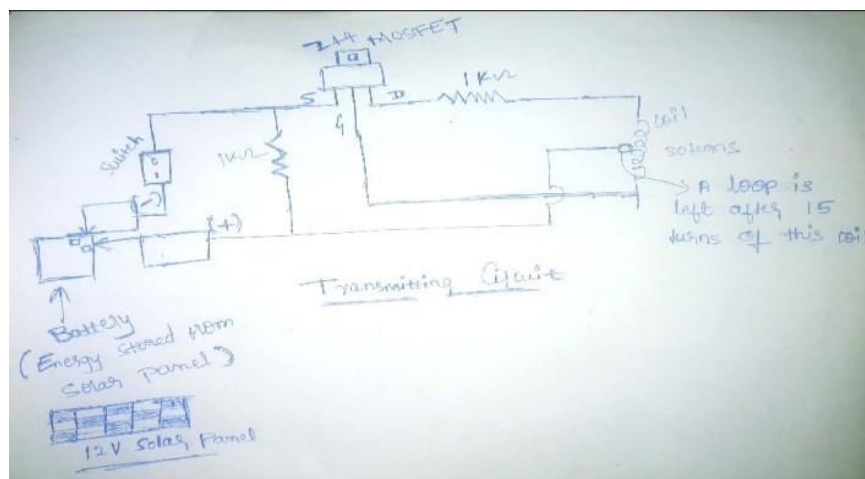 Z44 MOSFET
S
G
D
1KΩ
1KΩ
Switch
(-)
(+)
coil
A loop is
left after 15
turns of this coi
Transmitting Circuit
Battery
(Energy stored from
solar panel)
12V Solar Panel